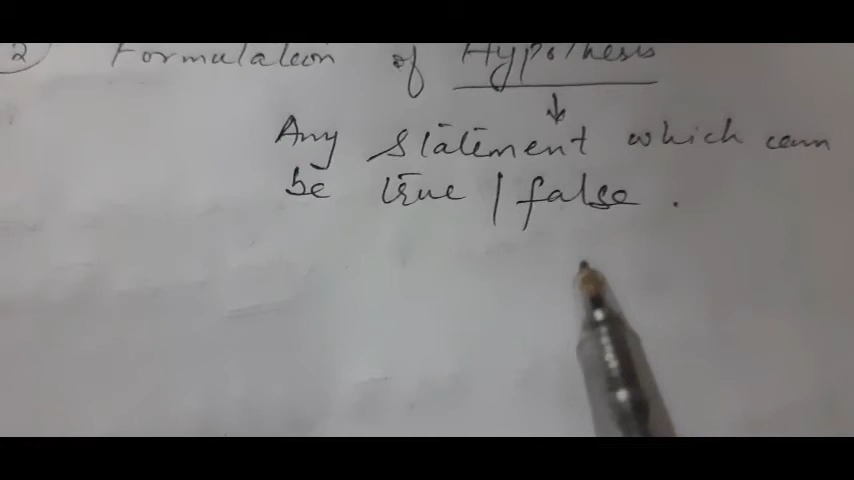 2 Formulation of Hypothesis
Any statement which can
be true / false.